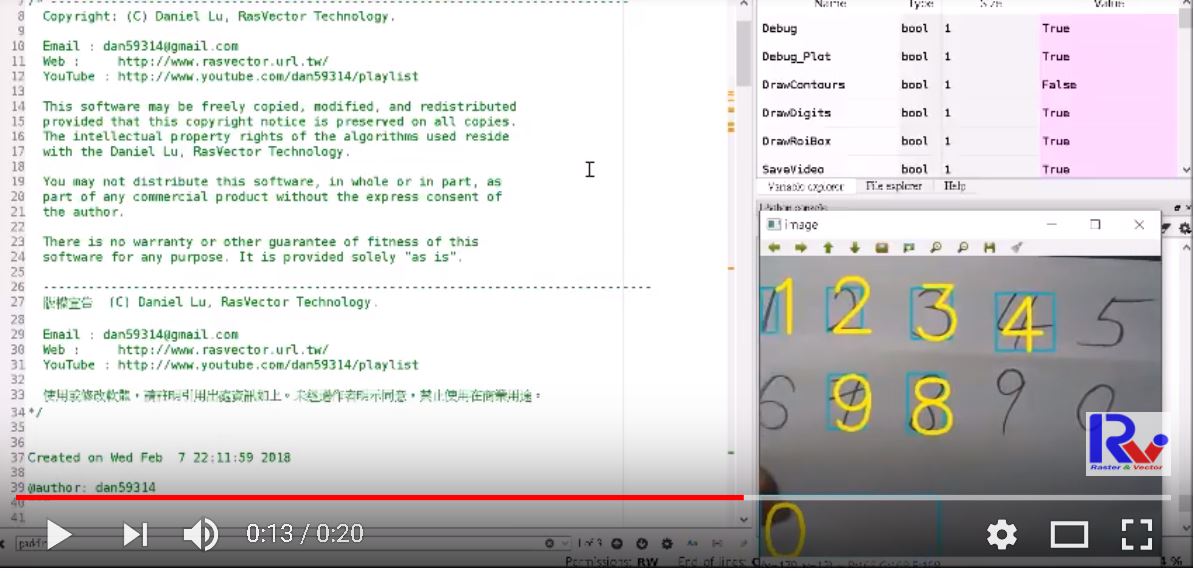 7 /* -----------------------------------------------------------------------------
8 Copyright: (C) Daniel Lu, RasVector Technology.
9
10 Email : dan59314@gmail.com
11 Web : http://www.rasvector.url.tw/
12 YouTube : http://www.youtube.com/dan59314/playlist
13
14 This software may be freely copied, modified, and redistributed
15 provided that this copyright notice is preserved on all copies.
16 The intellectual property rights of the algorithms used reside
17 with the Daniel Lu, RasVector Technology.
18
19 You may not distribute this software, in whole or in part, as
20 part of any commercial product without the express consent of
21 the author.
22
23 There is no warranty or other guarantee of fitness of this
24 software for any purpose. It is provided solely "as is".
25
26 ---------------------------------------------------------------------------------
27 版權宣告 (C) Daniel Lu, RasVector Technology.
28
29 Email : dan59314@gmail.com
30 Web : http://www.rasvector.url.tw/
31 YouTube : http://www.youtube.com/dan59314/playlist
32
33 使用或修改軟體,請註明引用出處資訊如上。未經過作者明示同意,禁止使用在商業用途。
34 */
35
36
37 Created on Wed Feb 7 22:11:59 2018
38
39 @author: dan59314
40
41
Name Type Size Value
Debug bool 1 True
Debug_Plot bool 1 True
DrawContours bool 1 False
DrawDigits bool 1 True
DrawRoiBox bool 1 True
SaveVideo bool 1 True
Variable explorer File explorer Help
IPython console
image
1 2 3 4 5
1 2 3 4
6 7 8 9 0
9 8
0
RV
Raster & Vector
0:13 / 0:20
1 of 3
Permissions: RW End of lines: